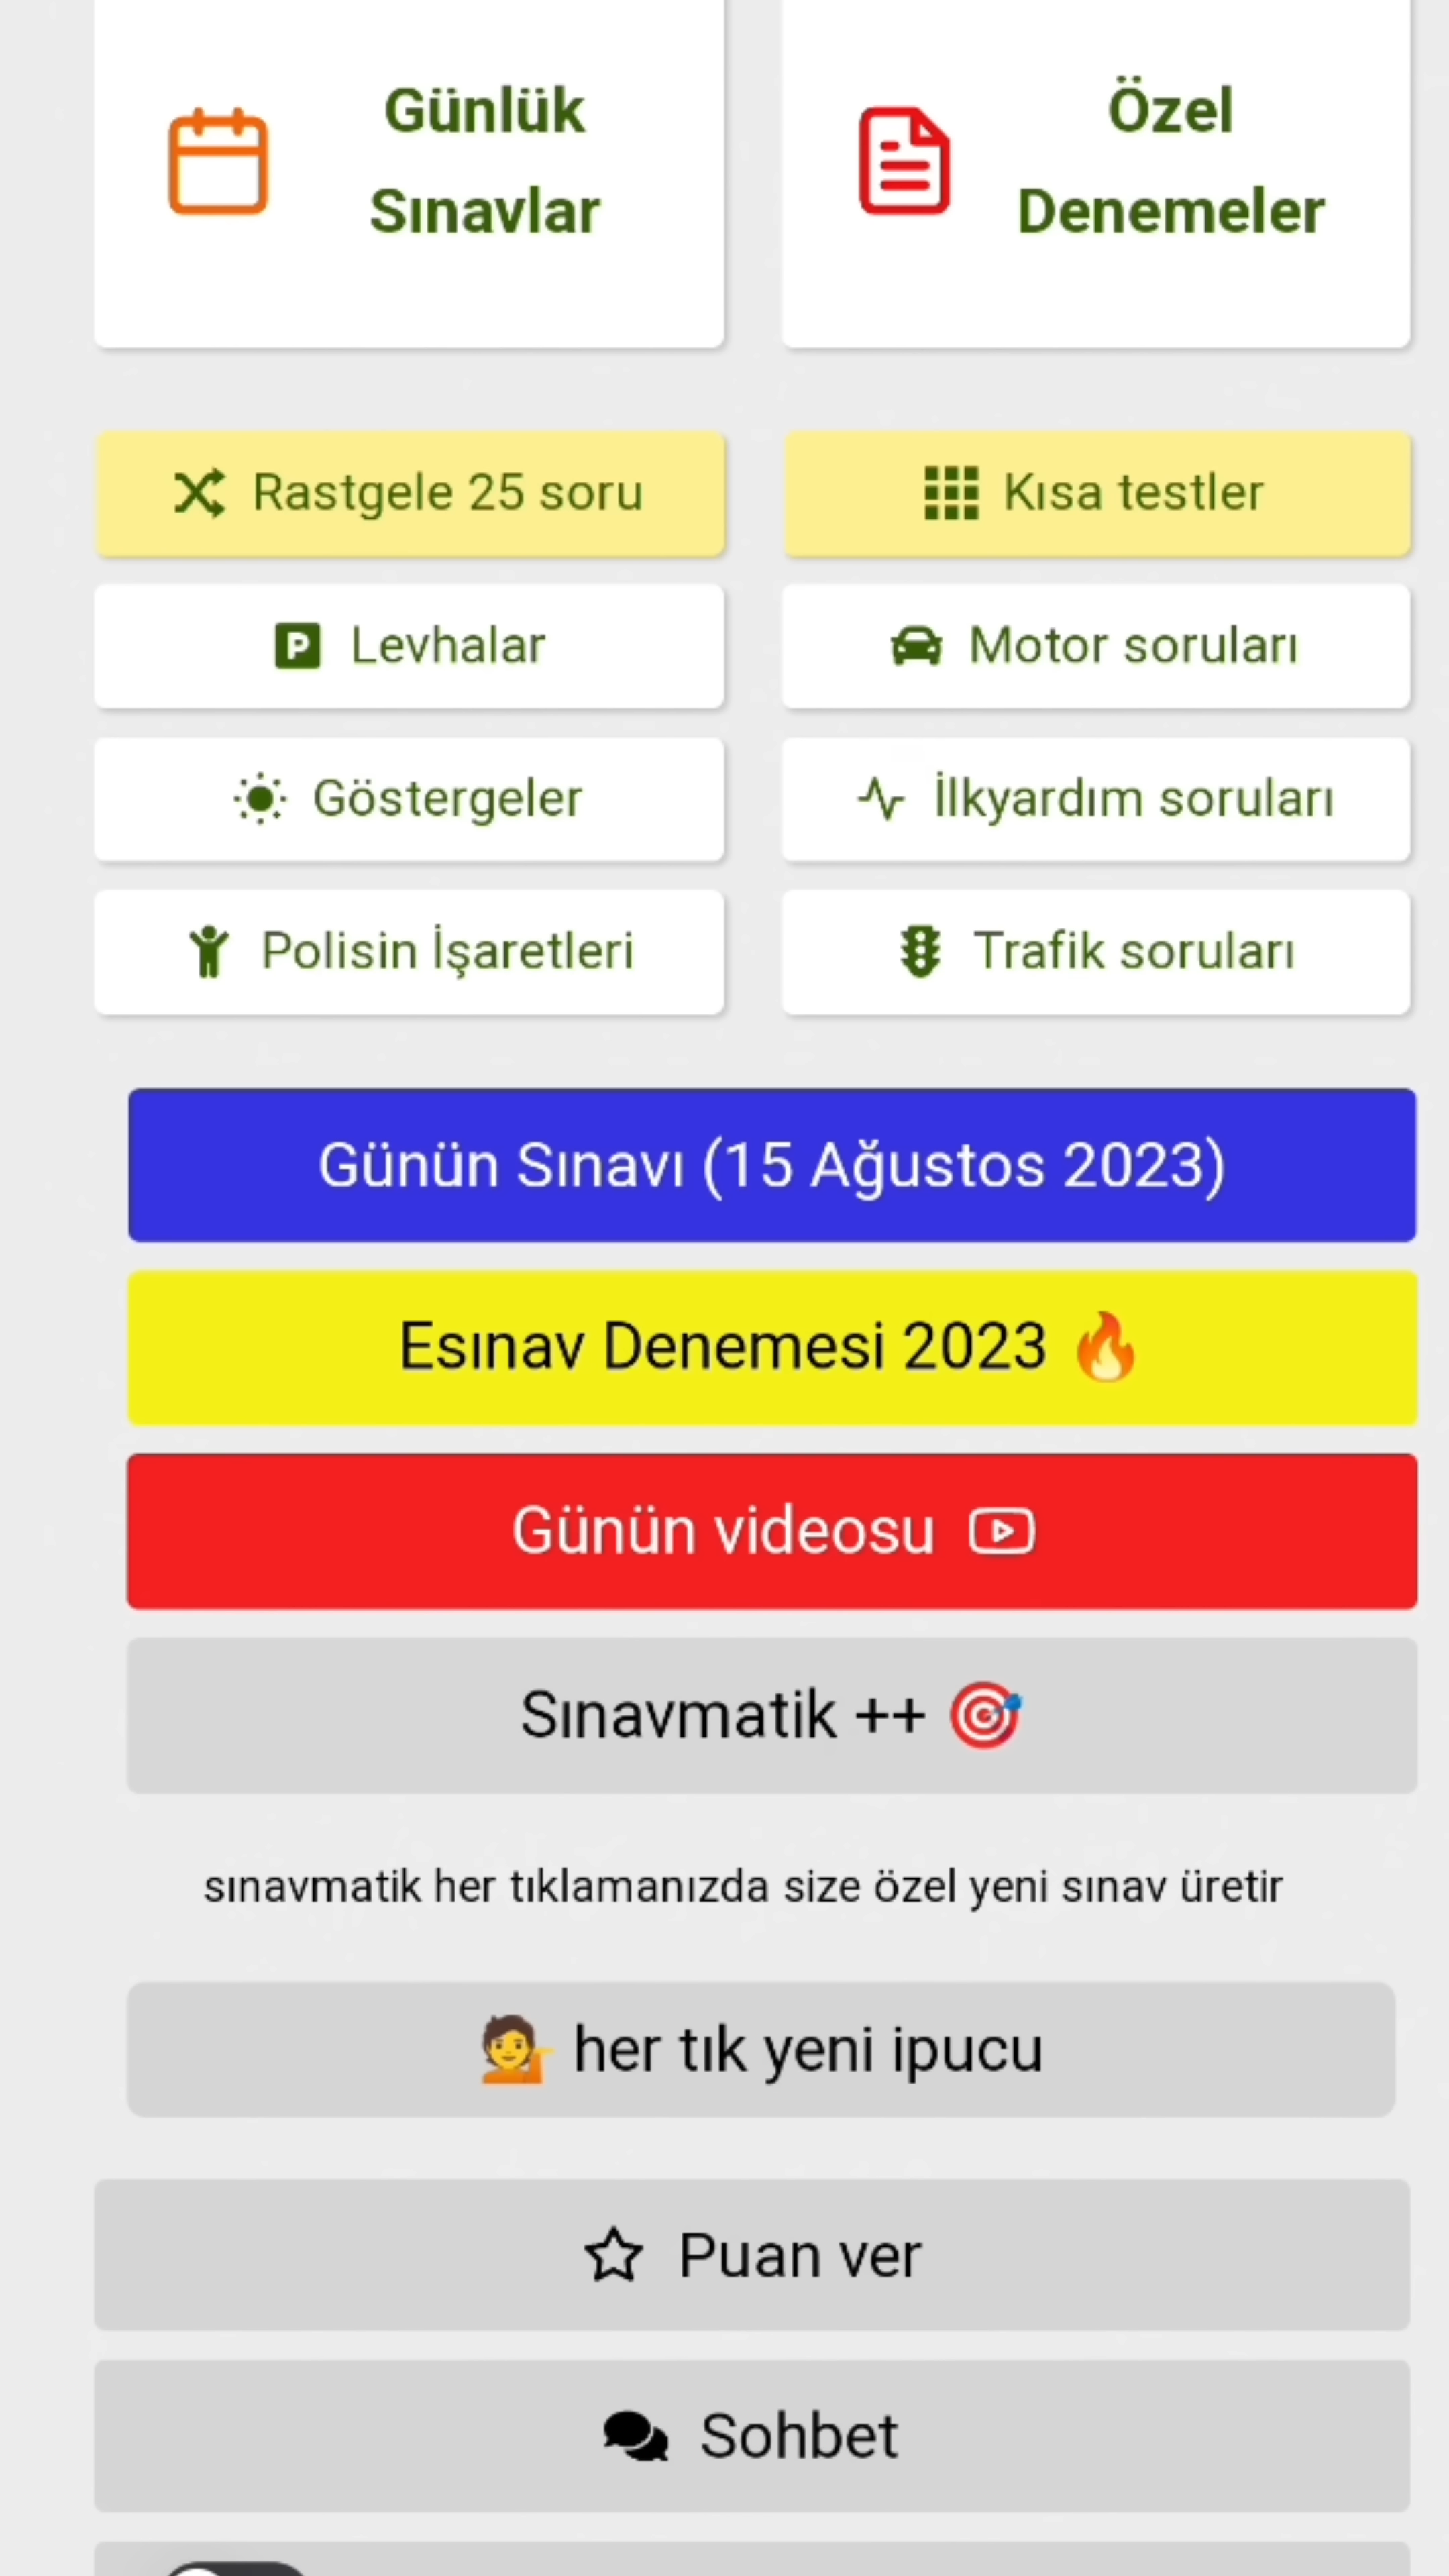 Günlük
Sınavlar
Özel
Denemeler
Rastgele 25 soru
Kısa testler
P Levhalar
Motor soruları
Göstergeler
İlkyardım soruları
Polisin İşaretleri
Trafik soruları
Günün Sınavı (15 Ağustos 2023)
Esınav Denemesi 2023 🔥
Günün videosu
Sınavmatik ++ 🎯
sınavmatik her tıklamanızda size özel yeni sınav üretir
💁 her tık yeni ipucu
Puan ver
Sohbet